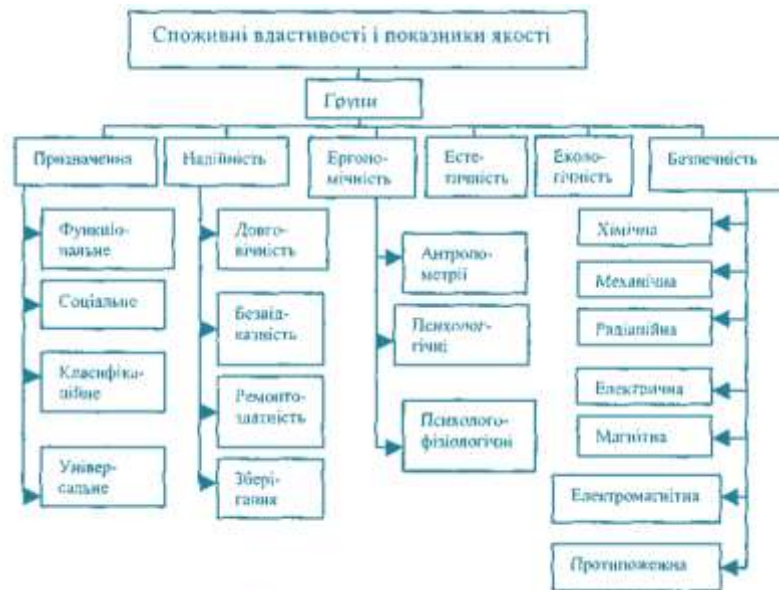 Споживні властивості і показники якості
Групи
Призначення
Надійність
Ергоно-
мічність
Есте-
тичність
Еколо-
гічність
Безпечність
Функціо-
нальне
Соціальне
Класифіка-
ційне
Універ-
сальне
Довго-
вічність
Безвід-
казність
Ремонто-
здатність
Збері-
гання
Антропо-
метрії
Психолог-
гічні
Психолого-
фізіологічні
Хімічна
Механічна
Радіаційна
Електрична
Магнітна
Електромагнітна
Протипожежна